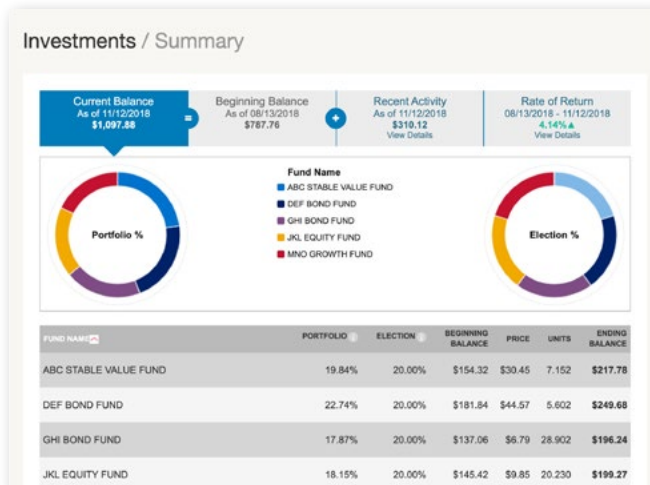 Investments / Summary
Current Balance
As of 11/12/2018
$1,097.88
=
Beginning Balance
As of 08/13/2018
$787.76
+
Recent Activity
As of 11/12/2018
$310.12
View Details
Rate of Return
08/13/2018 - 11/12/2018
4.14%▲
View Details
Portfolio %
Fund Name
ABC STABLE VALUE FUND
DEF BOND FUND
GHI BOND FUND
JKL EQUITY FUND
MNO GROWTH FUND
Election %
FUND NAME PORTFOLIO ELECTION BEGINNING BALANCE PRICE UNITS ENDING BALANCE
ABC STABLE VALUE FUND 19.84% 20.00% $154.32 $30.45 7.152 $217.78
DEF BOND FUND 22.74% 20.00% $181.84 $44.57 5.602 $249.68
GHI BOND FUND 17.87% 20.00% $137.06 $6.79 28.902 $196.24
JKL EQUITY FUND 18.15% 20.00% $145.42 $9.85 20.230 $199.27